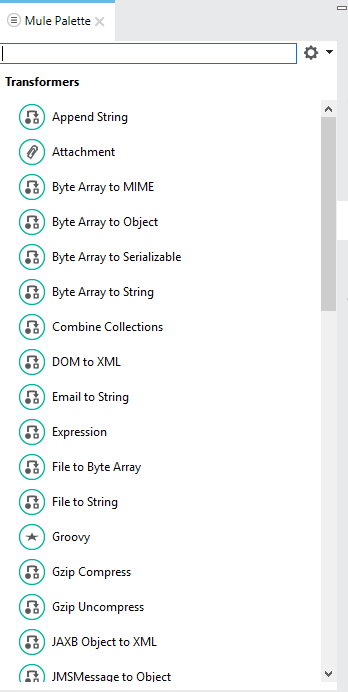 Mule Palette
Transformers
Append String
Attachment
Byte Array to MIME
Byte Array to Object
Byte Array to Serializable
Byte Array to String
Combine Collections
DOM to XML
Email to String
Expression
File to Byte Array
File to String
Groovy
Gzip Compress
Gzip Uncompress
JAXB Object to XML
JMSMessage to Object